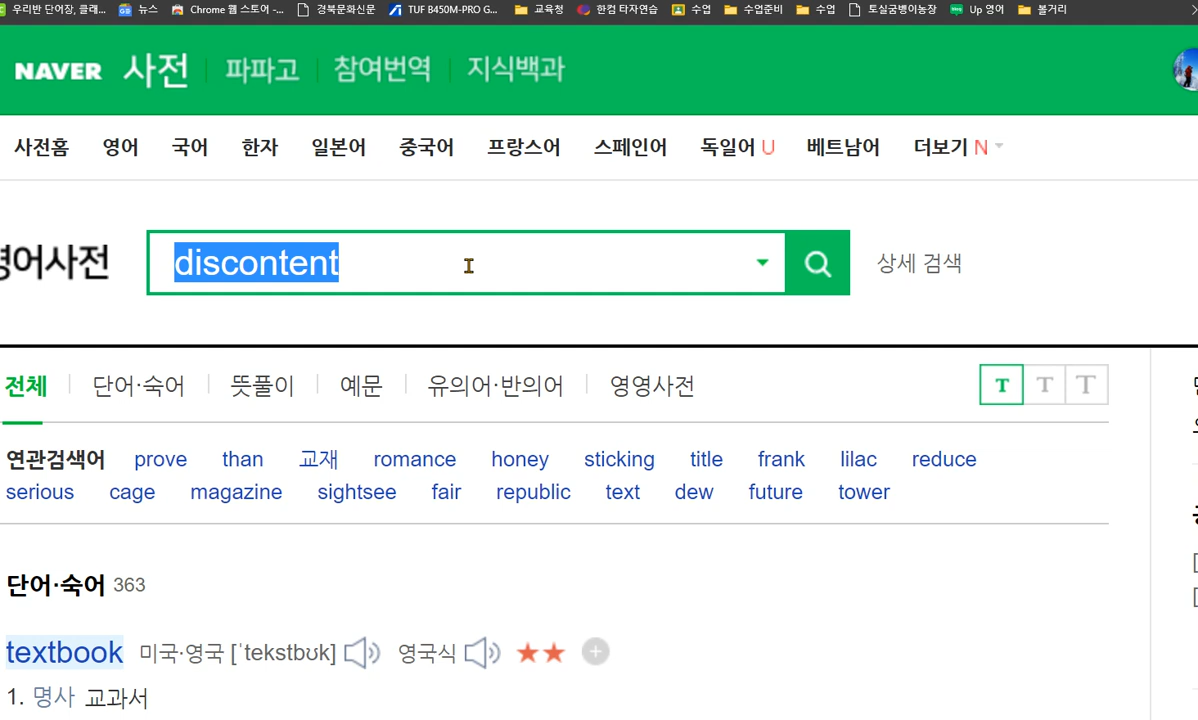 우리반 단어장, 클래... 뉴스 Chrome 웹 스토어 -... 경북문화신문 TUF B450M-PRO G... 교육청 한컴 타자연습 수업 수업준비 수업 토실굼벵이농장 Up 영어 볼거리
NAVER 사전 파파고 참여번역 지식백과
사전홈 영어 국어 한자 일본어 중국어 프랑스어 스페인어 독일어 U 베트남어 더보기 N
영어사전 discontent 상세 검색
전체 단어·숙어 뜻풀이 예문 유의어·반의어 영영사전 T T T
연관검색어 prove than 교재 romance honey sticking title frank lilac reduce
serious cage magazine sightsee fair republic text dew future tower
단어·숙어 363
textbook 미국·영국 [ˈtekstbʊk] 영국식
1. 명사 교과서